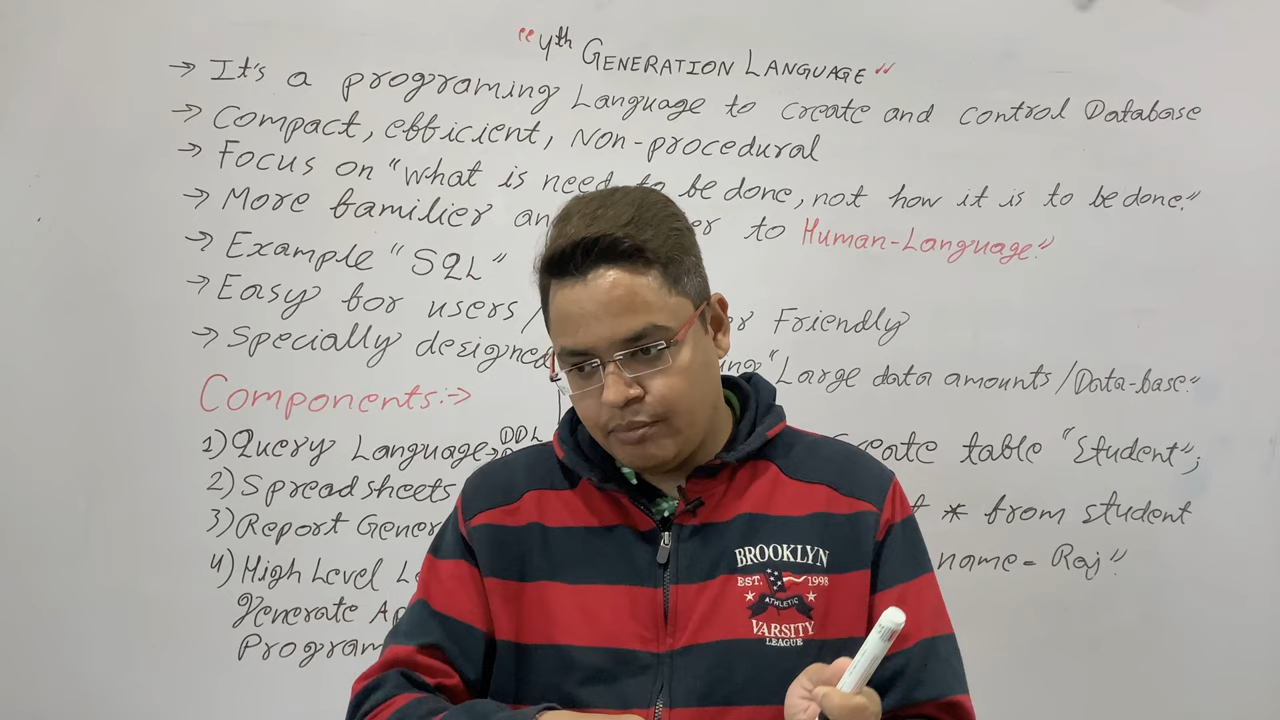 "4th GENERATION LANGUAGE"
→ It's a programing Language to create and control Database
→ Compact, efficient, Non-procedural
→ Focus on "what is need to be done, not how it is to be done."
→ More familier to Human-Language."
→ Example "SQL"
→ Easy for users / Friendly
→ Specially designed "Large data amounts/Data-base."
Components:→
1) Query Language→ DDL table "Student";
2) Spreadsheets
3) Report * from student
4) High Level name = Raj"
Generate
Program
BROOKLYN
EST. 1998
ATHLETIC
VARSITY
LEAGUE